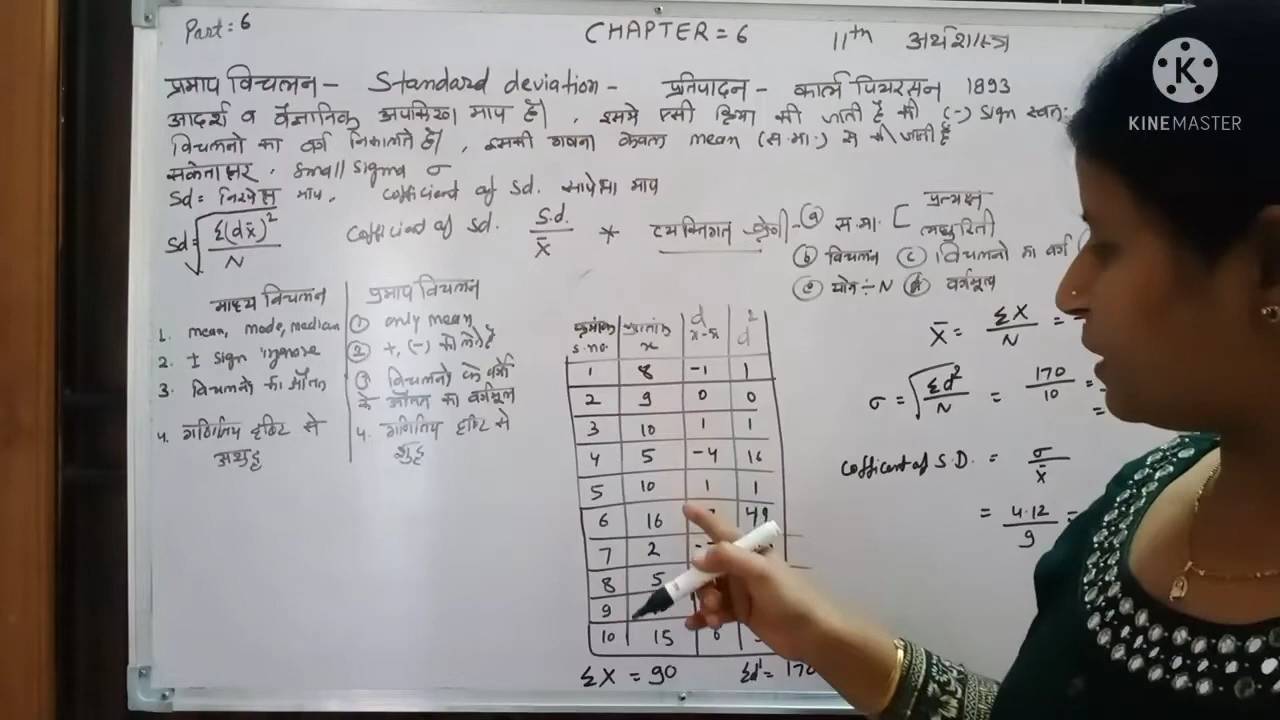 Part: 6
CHAPTER = 6
11th अर्थशास्त्र
KINEMASTER
प्रमाप विचलन - Standard deviation - प्रतिपादन - कार्ल पियरसन 1893
आदर्श व वैज्ञानिक माप है। इसमे एसी क्रिया की जाती है की (-) sign स्वत:
विचलनो का वर्ग निकालते है। इसकी गणना केवल mean (स.मा.) से की जाती है
संकेताक्षर. small sigma σ
Sd = निरपेक्ष माप. cofficiend of sd. सापेक्ष माप
Sd = √Σ(dx̄)²/N cofficiend of sd. S.d./x̄ * व्यक्तिगत श्रेणी - (a) स.मा. [ प्रत्यक्ष
लघु रिती
(b) विचलन (c) विचलनो का वर्ग
(e) योग ÷ N वर्गमूल
माध्य विचलन प्रमाप विचलन
1. mean, mode, median ① only mean
2. ± sign ignore ② +, (-) को लेते है
3. विचलनो का औसत ③ विचलनो के वर्गो
के औसत का वर्गमूल
4. गणितिय दृष्टि से 4. गणितिय दृष्टि से
अशुद्ध शुद्ध
क्रमांक प्राप्तांक d d²
S.no. x x-x̄
1 8 -1 1
2 9 0 0
3 10 1 1
4 5 -4 16
5 10 1 1
6 16 49
7 2
8 5
9
10 15 6
ΣX = 90 Σd² = 170
X̄ = ΣX/N =
σ = √Σd²/N = 170/10 =
=
cofficent of S.D. = σ/X̄
= 4.12/9 =